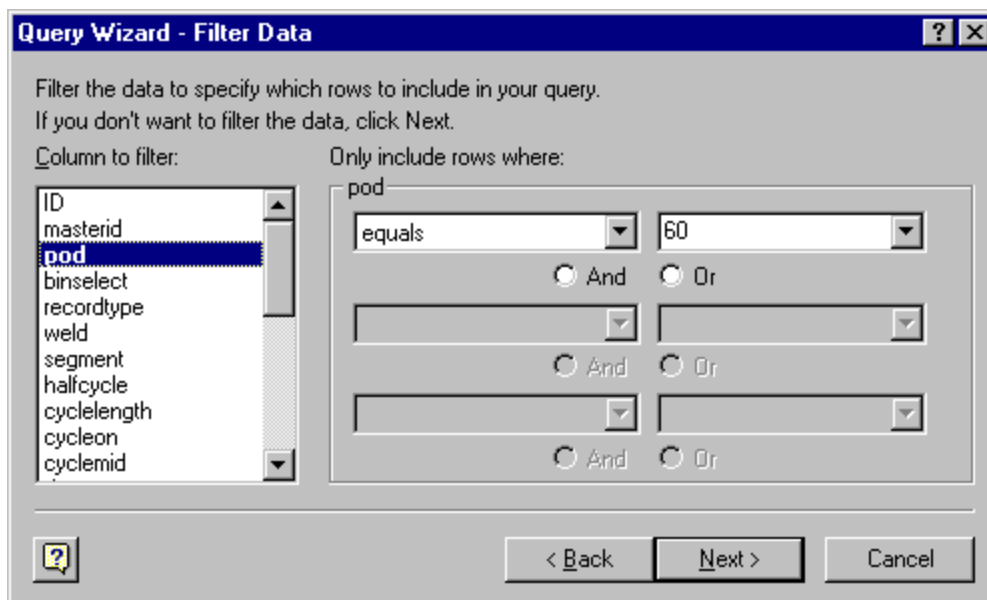 Query Wizard - Filter Data
Filter the data to specify which rows to include in your query.
If you don't want to filter the data, click Next.
Column to filter:
Only include rows where:
ID
masterid
pod
binselect
recordtype
weld
segment
halfcycle
cyclelength
cycleon
cyclemid
pod
equals
60
And Or
And Or
And Or
< Back
Next >
Cancel